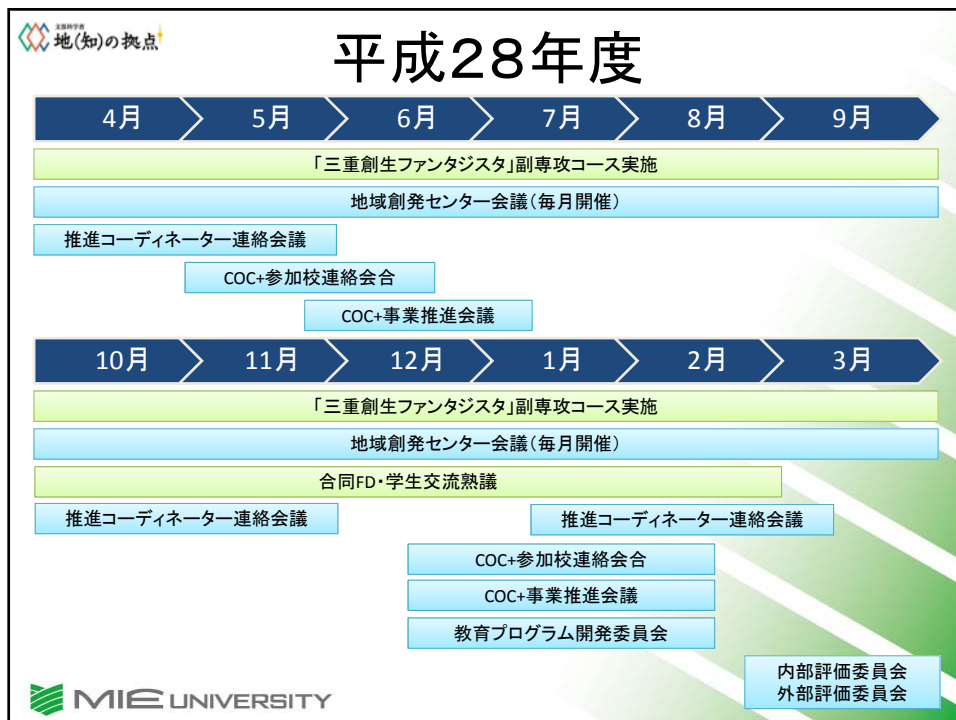 文部科学省
地(知)の拠点
平成28年度
4月 5月 6月 7月 8月 9月
「三重創生ファンタジスタ」副専攻コース実施
地域創発センター会議(毎月開催)
推進コーディネーター連絡会議
COC+参加校連絡会合
COC+事業推進会議
10月 11月 12月 1月 2月 3月
「三重創生ファンタジスタ」副専攻コース実施
地域創発センター会議(毎月開催)
合同FD・学生交流熟議
推進コーディネーター連絡会議 推進コーディネーター連絡会議
COC+参加校連絡会合
COC+事業推進会議
教育プログラム開発委員会
内部評価委員会
外部評価委員会
MIE UNIVERSITY